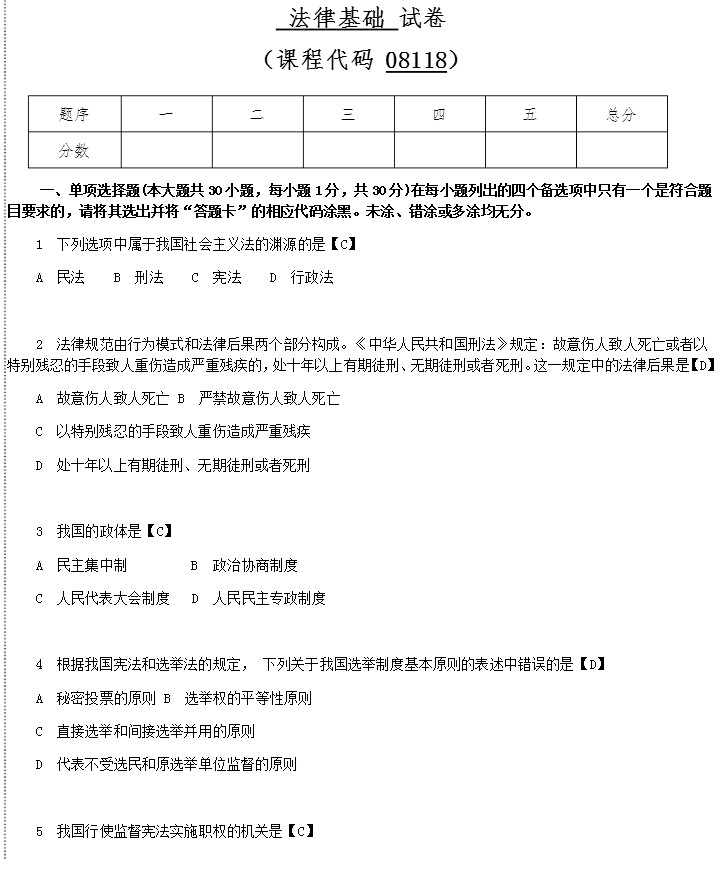 法律基础 试卷
（课程代码 08118）
题序 一 二 三 四 五 总分
分数
一、单项选择题(本大题共30小题，每小题1分，共30分)在每小题列出的四个备选项中只有一个是符合题
目要求的，请将其选出并将“答题卡”的相应代码涂黑。未涂、错涂或多涂均无分。
1 下列选项中属于我国社会主义法的渊源的是【C】
A 民法 B 刑法 C 宪法 D 行政法
2 法律规范由行为模式和法律后果两个部分构成。《中华人民共和国刑法》规定：故意伤人致人死亡或者以
特别残忍的手段致人重伤造成严重残疾的，处十年以上有期徒刑、无期徒刑或者死刑。这一规定中的法律后果是【D】
A 故意伤人致人死亡 B 严禁故意伤人致人死亡
C 以特别残忍的手段致人重伤造成严重残疾
D 处十年以上有期徒刑、无期徒刑或者死刑
3 我国的政体是【C】
A 民主集中制 B 政治协商制度
C 人民代表大会制度 D 人民民主专政制度
4 根据我国宪法和选举法的规定， 下列关于我国选举制度基本原则的表述中错误的是【D】
A 秘密投票的原则 B 选举权的平等性原则
C 直接选举和间接选举并用的原则
D 代表不受选民和原选举单位监督的原则
5 我国行使监督宪法实施职权的机关是【C】